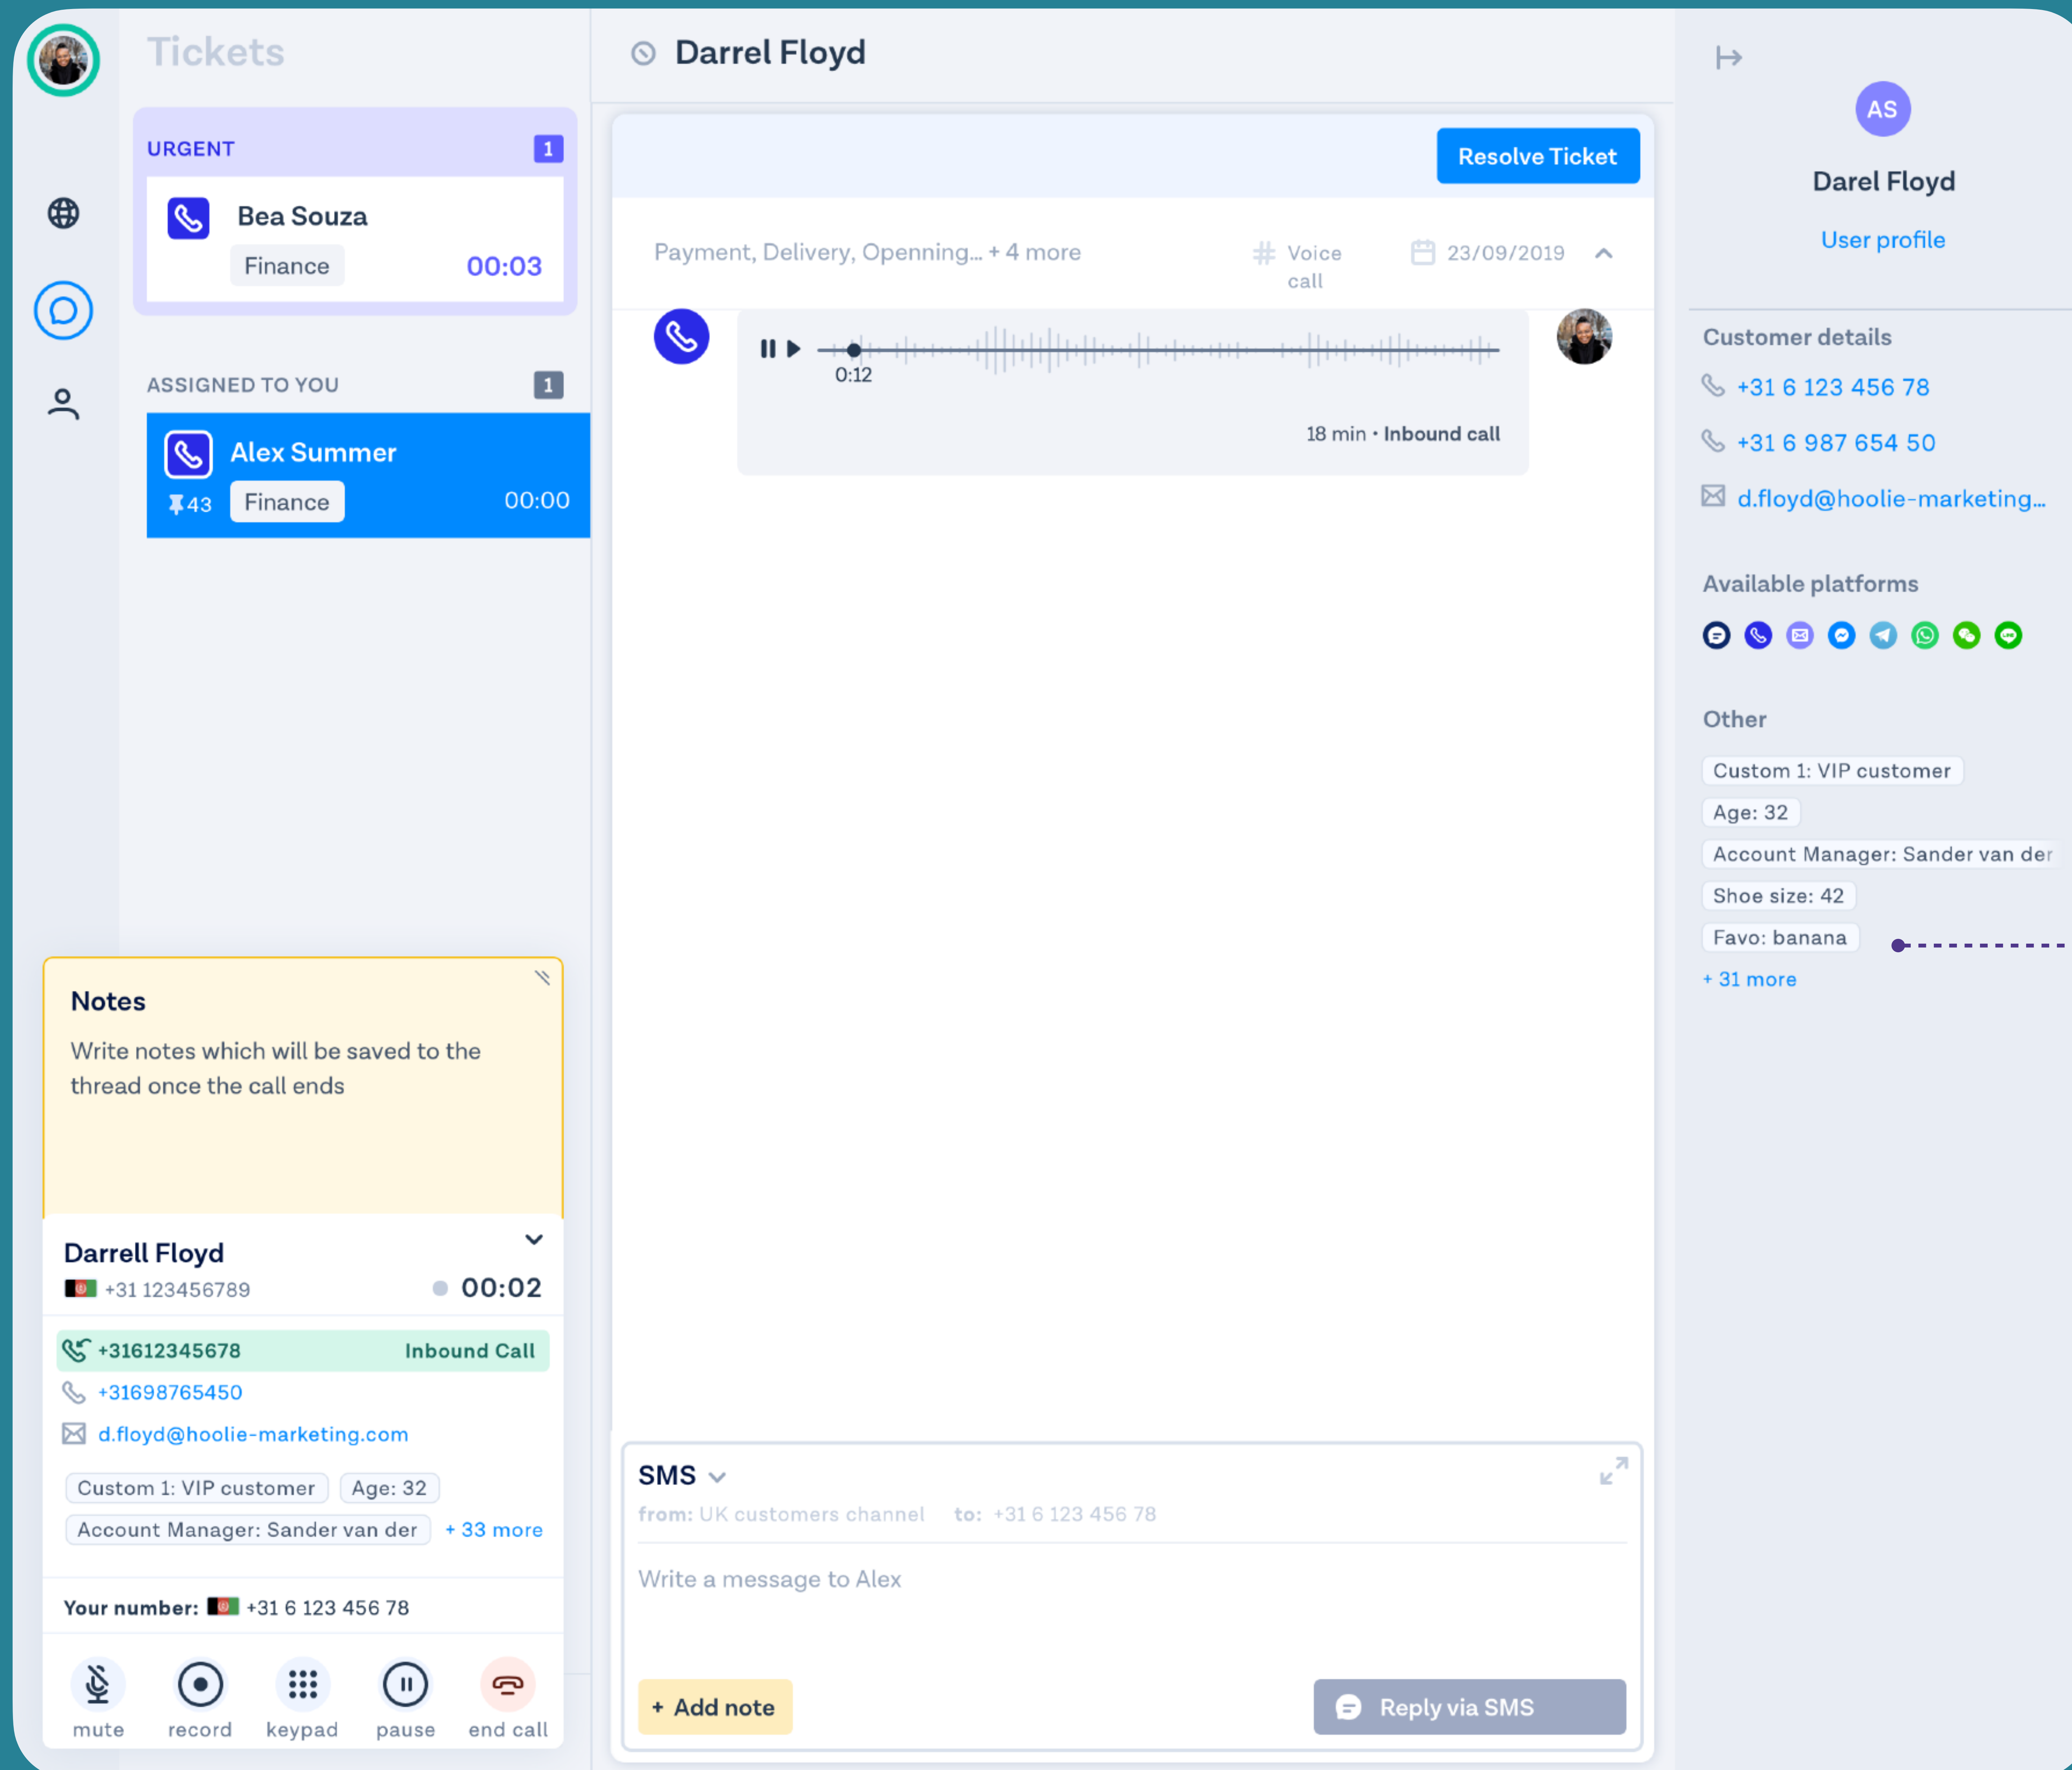 Tickets
URGENT 1
Bea Souza
Finance 00:03
ASSIGNED TO YOU 1
Alex Summer
43 Finance 00:00
Notes
Write notes which will be saved to the
thread once the call ends
Darrell Floyd
+31 123456789 00:02
+31612345678 Inbound Call
+31698765450
d.floyd@hoolie-marketing.com
Custom 1: VIP customer Age: 32
Account Manager: Sander van der + 33 more
Your number: +31 6 123 456 78
mute record keypad pause end call
Darrel Floyd
Resolve Ticket
Payment, Delivery, Openning... + 4 more # Voice call 23/09/2019
0:12
18 min • Inbound call
SMS
from: UK customers channel to: +31 6 123 456 78
Write a message to Alex
+ Add note Reply via SMS
AS
Darel Floyd
User profile
Customer details
+31 6 123 456 78
+31 6 987 654 50
d.floyd@hoolie-marketing...
Available platforms
Other
Custom 1: VIP customer
Age: 32
Account Manager: Sander van der
Shoe size: 42
Favo: banana
+ 31 more